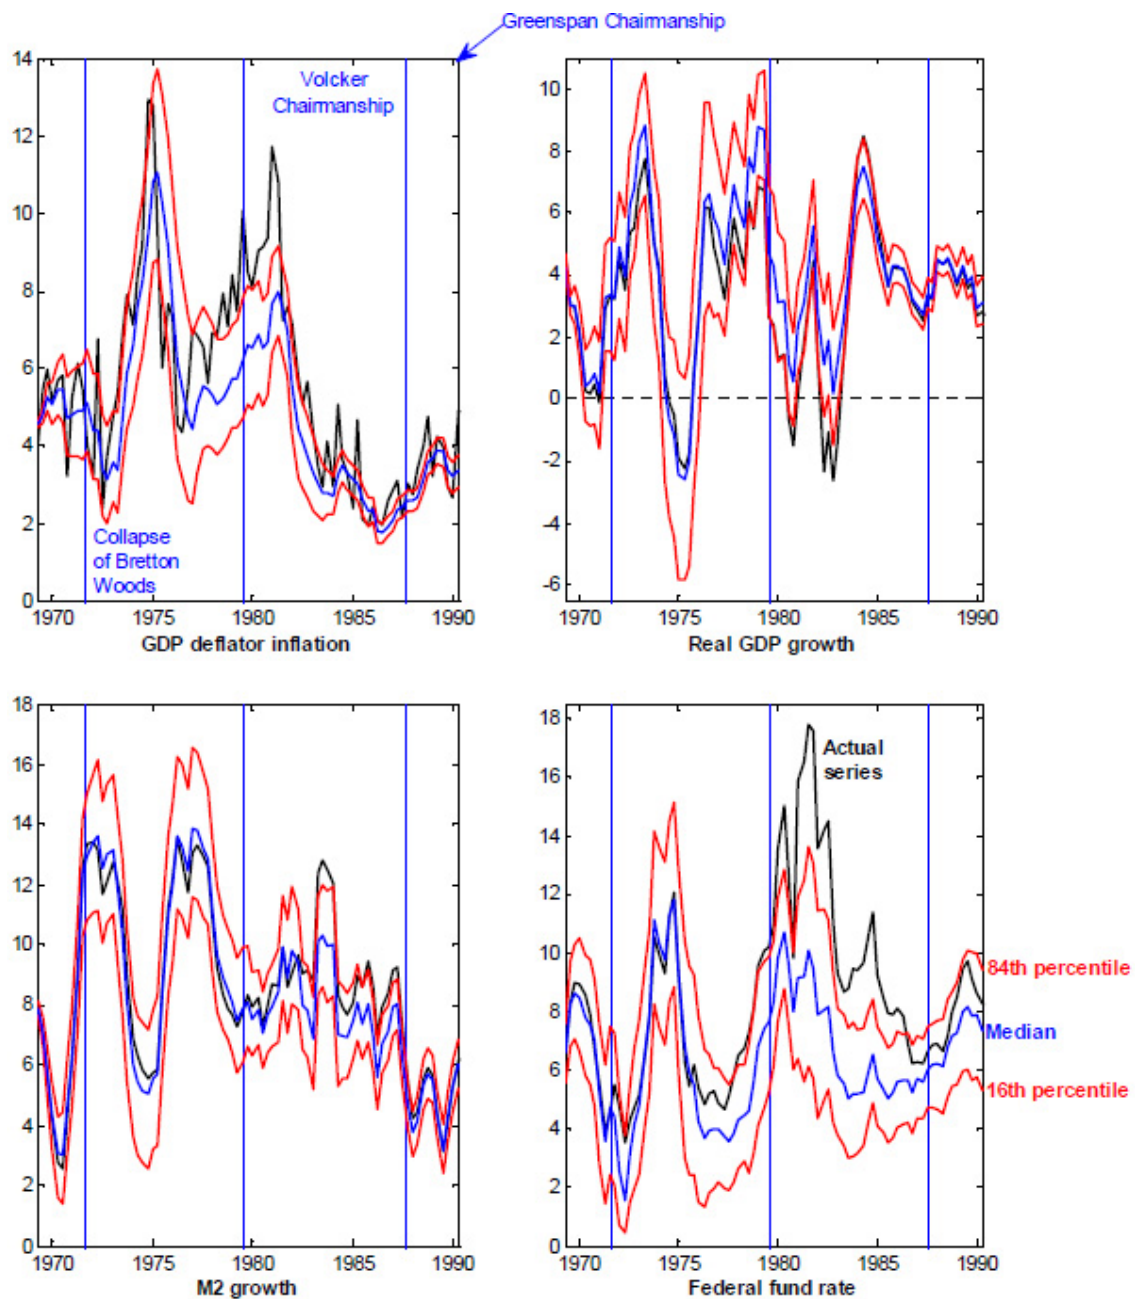 Greenspan Chairmanship
14
12
10
8
6
4
2
0
Volcker
Chairmanship
Collapse
of Bretton
Woods
1970 1975 1980 1985 1990
GDP deflator inflation
10
8
6
4
2
0
-2
-4
-6
1970 1975 1980 1985 1990
Real GDP growth
18
16
14
12
10
8
6
4
2
0
1970 1975 1980 1985 1990
M2 growth
18
16
14
12
10
8
6
4
2
0
Actual
series
84th percentile
Median
16th percentile
1970 1975 1980 1985 1990
Federal fund rate